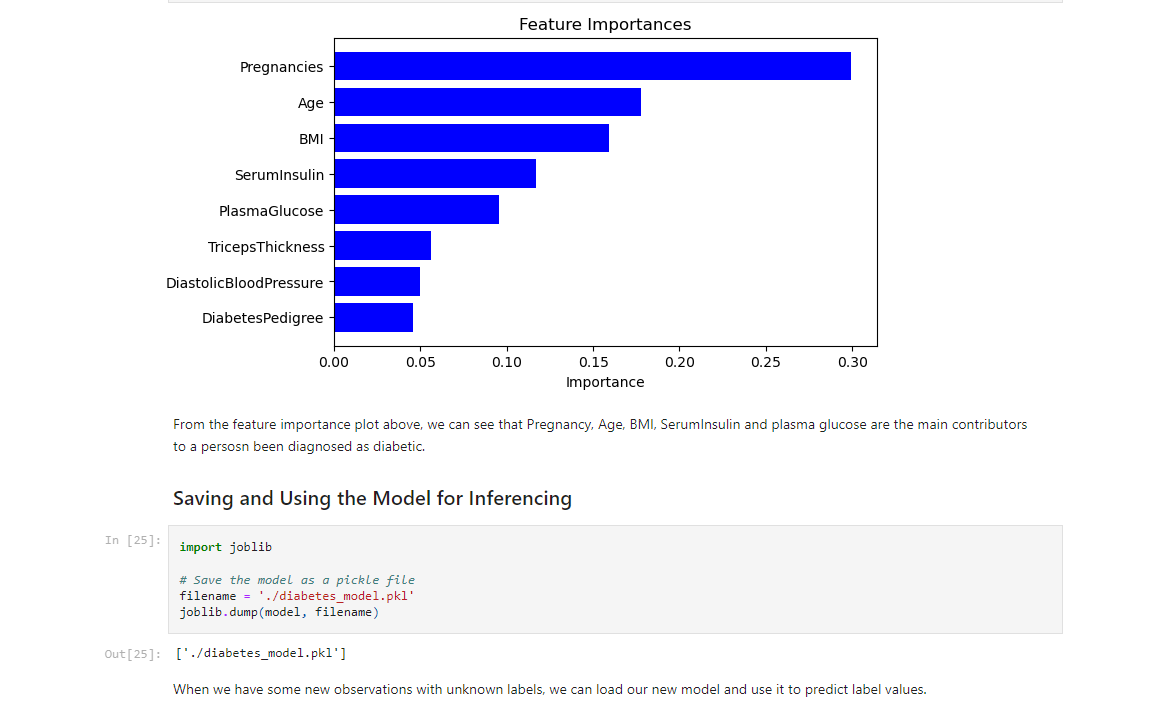 Feature Importances
Pregnancies
Age
BMI
SerumInsulin
PlasmaGlucose
TricepsThickness
DiastolicBloodPressure
DiabetesPedigree
0.00 0.05 0.10 0.15 0.20 0.25 0.30
Importance
From the feature importance plot above, we can see that Pregnancy, Age, BMI, SerumInsulin and plasma glucose are the main contributors
to a persosn been diagnosed as diabetic.
Saving and Using the Model for Inferencing
In [25]:
import joblib
# Save the model as a pickle file
filename = './diabetes_model.pkl'
joblib.dump(model, filename)
Out[25]: ['./diabetes_model.pkl']
When we have some new observations with unknown labels, we can load our new model and use it to predict label values.